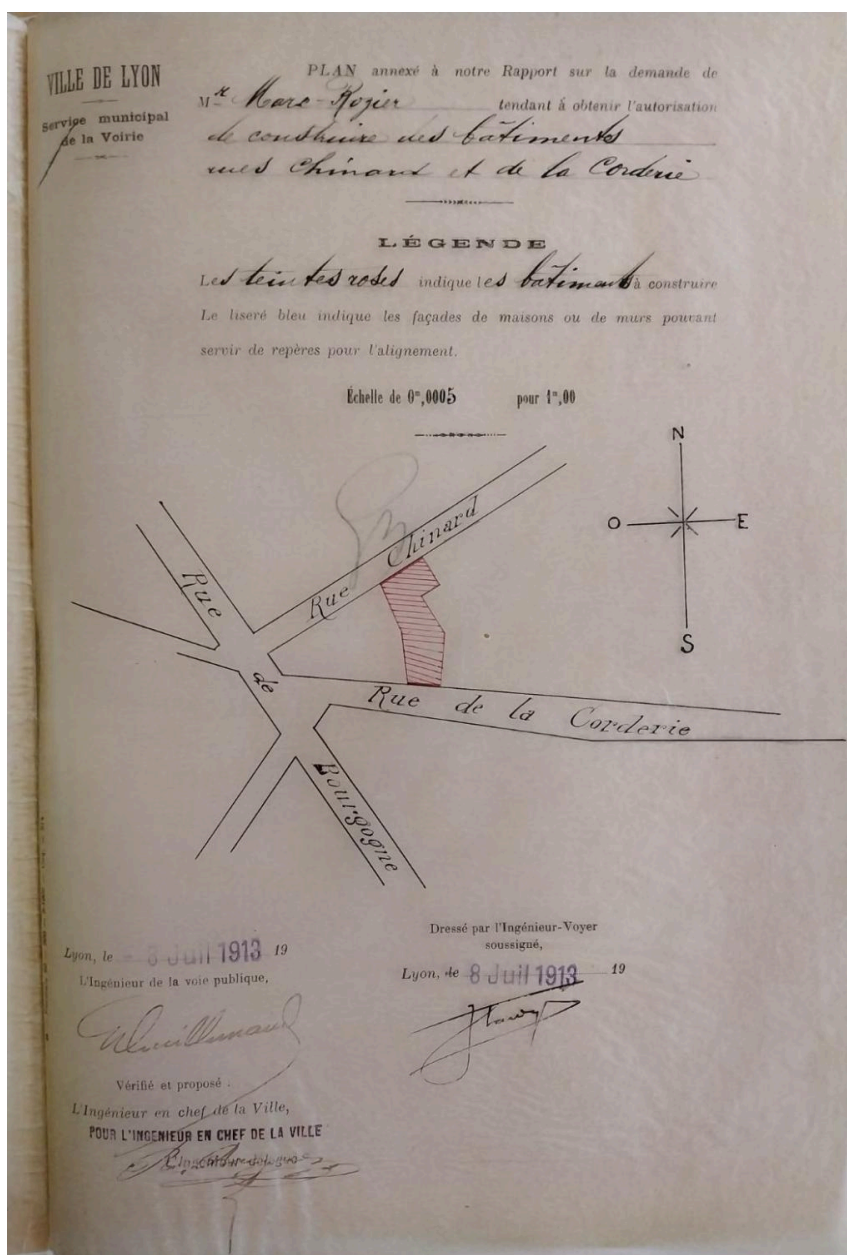 VILLE DE LYON
Service municipal
de la Voirie
PLAN annexé à notre Rapport sur la demande de
Mr Marc-Rozier tendant à obtenir l'autorisation
de construire des bâtiments
rues Chinard et de la Corderie
LÉGENDE
Les teintes roses indique les bâtiments à construire
Le liseré bleu indique les façades de maisons ou de murs pouvant
servir de repères pour l'alignement.
Échelle de 0m,0005 pour 1m,00
N
O E
S
Rue Chinard
Rue de Bourgogne
Rue de la Corderie
Dressé par l'Ingénieur-Voyer
soussigné,
Lyon, le 8 Juil 1913 19
Lyon, le 8 Juil 1913 19
L'Ingénieur de la voie publique,
Vérifié et proposé :
L'Ingénieur en chef de la Ville,
POUR L'INGENIEUR EN CHEF DE LA VILLE